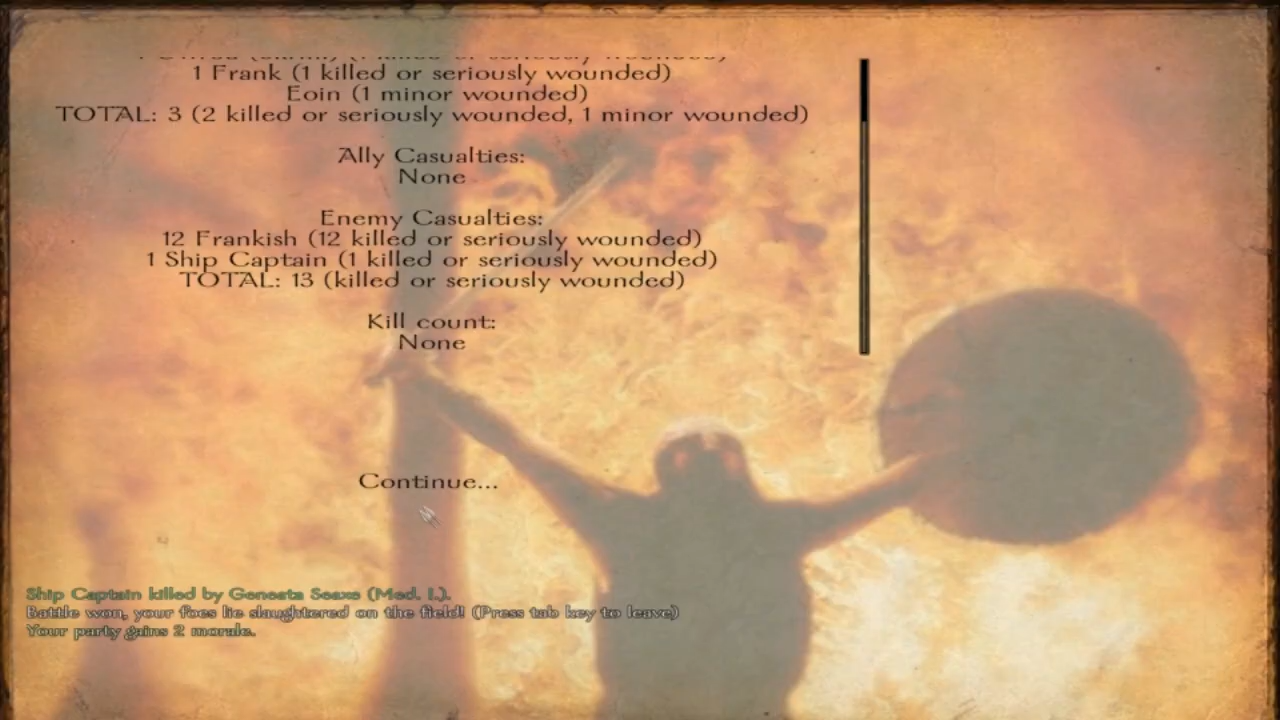 1 Frank (1 killed or seriously wounded)
Eoin (1 minor wounded)
TOTAL: 3 (2 killed or seriously wounded, 1 minor wounded)
Ally Casualties:
None
Enemy Casualties:
12 Frankish (12 killed or seriously wounded)
1 Ship Captain (1 killed or seriously wounded)
TOTAL: 13 (killed or seriously wounded)
Kill count:
None
Continue...
Ship Captain killed by Geneata Seaxe (Med. I.).
Battle won, your foes lie slaughtered on the field! (Press tab key to leave)
Your party gains 2 morale.